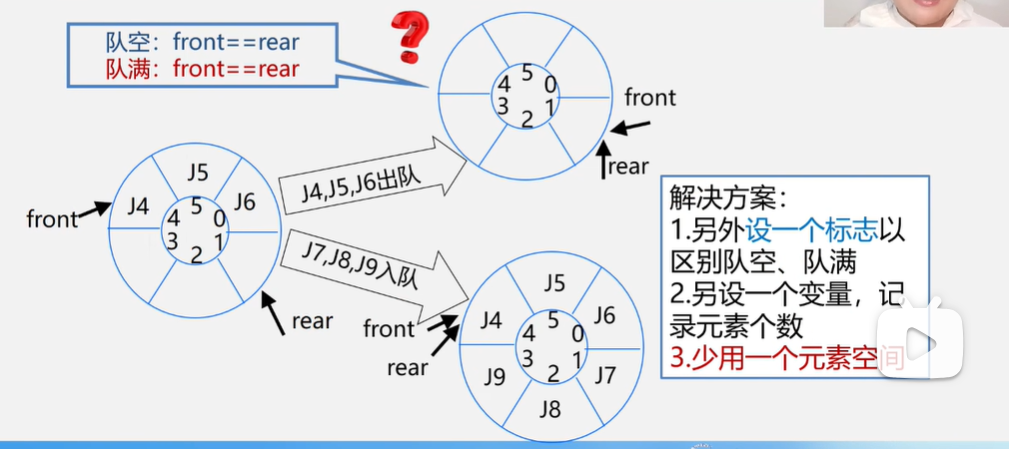 队空：front==rear
队满：front==rear
?
5
4
0
3
1
2
front
rear
J5
J4
J6
5
4
0
3
1
2
front
rear
J4,J5,J6出队
J7,J8,J9入队
J5
J4
J6
5
4
0
3
1
2
J9
J7
J8
front
rear
解决方案：
1.另外设一个标志以
区别队空、队满
2.另设一个变量，记
录元素个数
3.少用一个元素空间